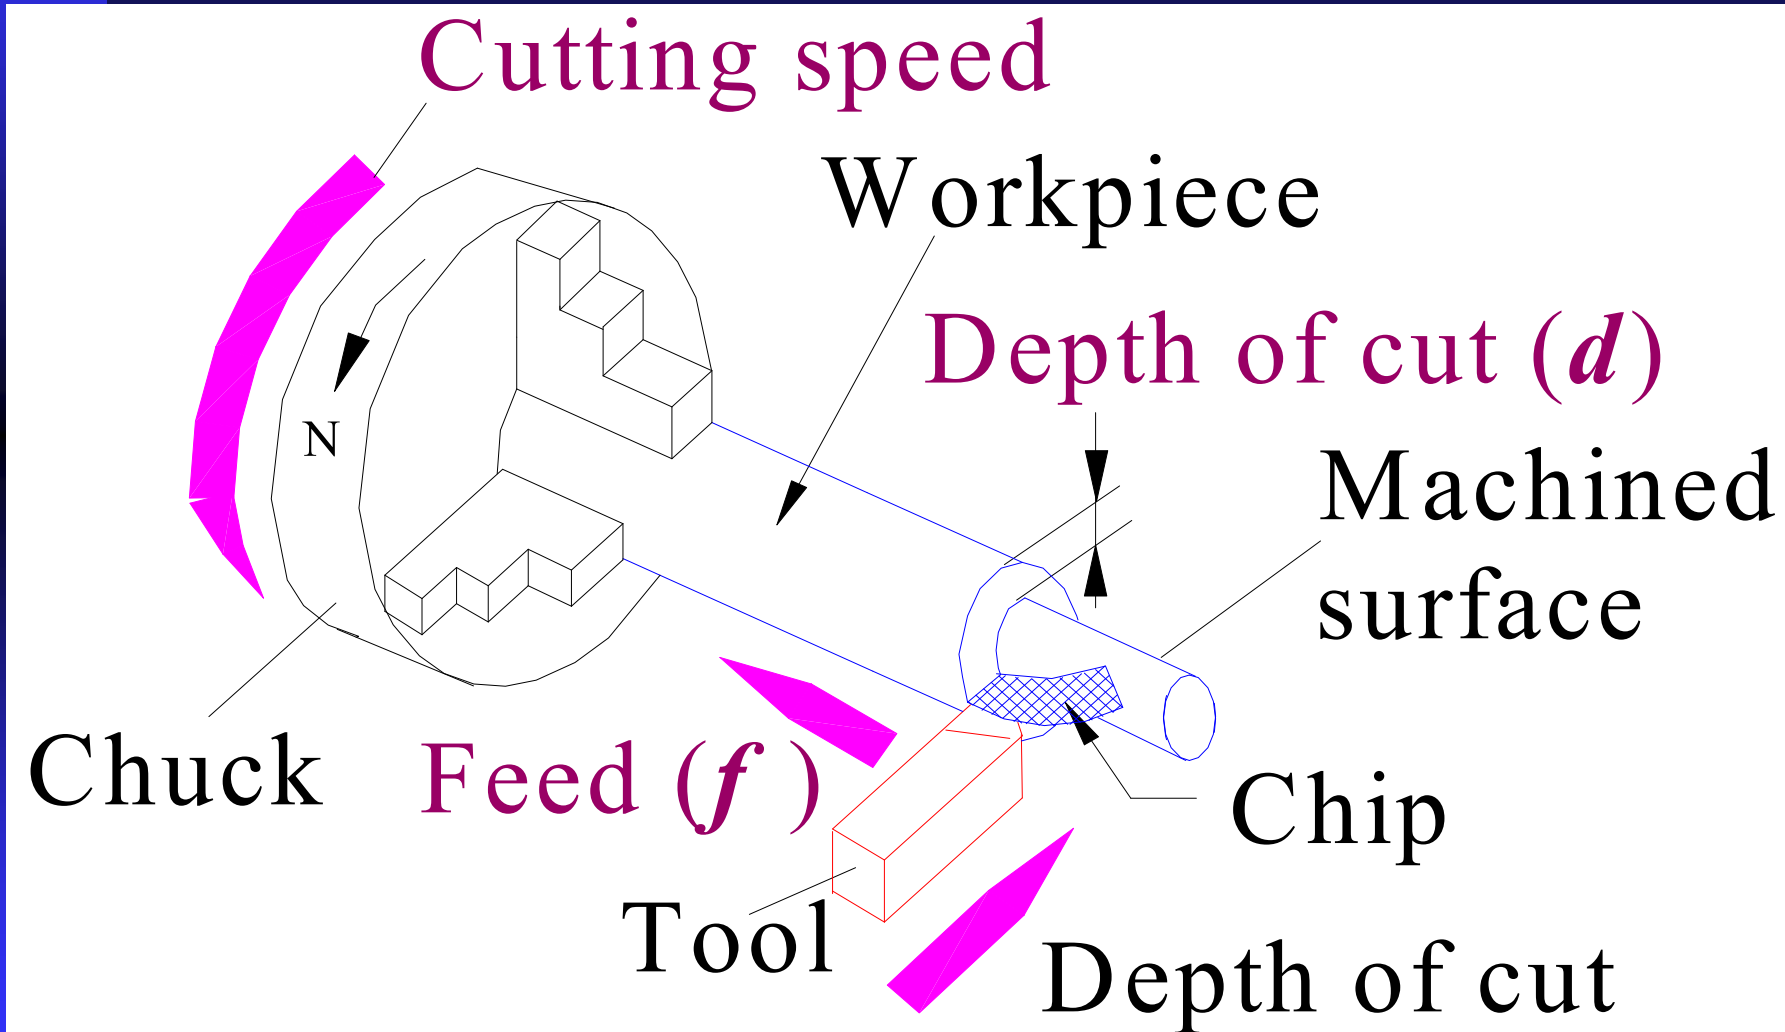 Cutting speed
Workpiece
Depth of cut (d)
N
Machined
surface
Chuck
Feed (f )
Chip
Tool
Depth of cut